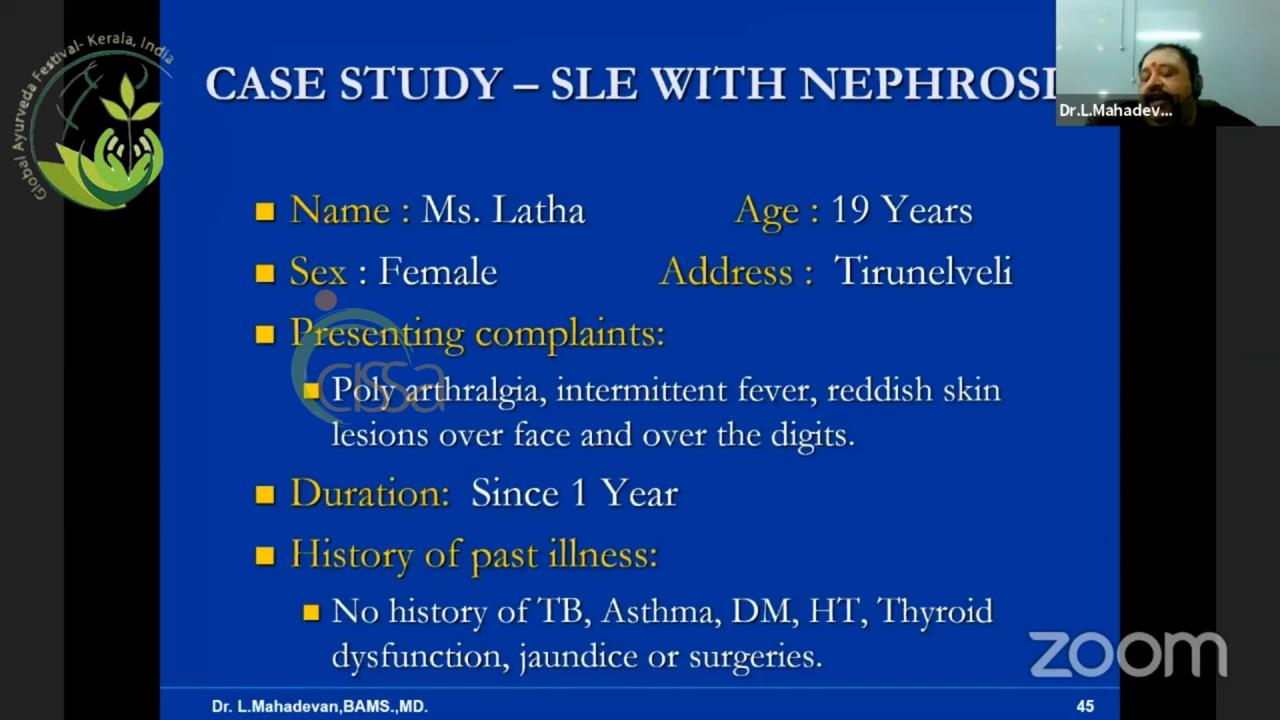 Global Ayurveda Festival- Kerala, India
CASE STUDY – SLE WITH NEPHROSI
Dr.L.Mahadev...
Name : Ms. Latha Age : 19 Years
Sex : Female Address : Tirunelveli
Presenting complaints:
Poly arthralgia, intermittent fever, reddish skin
lesions over face and over the digits.
cissa
Duration: Since 1 Year
History of past illness:
No history of TB, Asthma, DM, HT, Thyroid
dysfunction, jaundice or surgeries.
zoom
Dr. L.Mahadevan,BAMS.,MD. 45